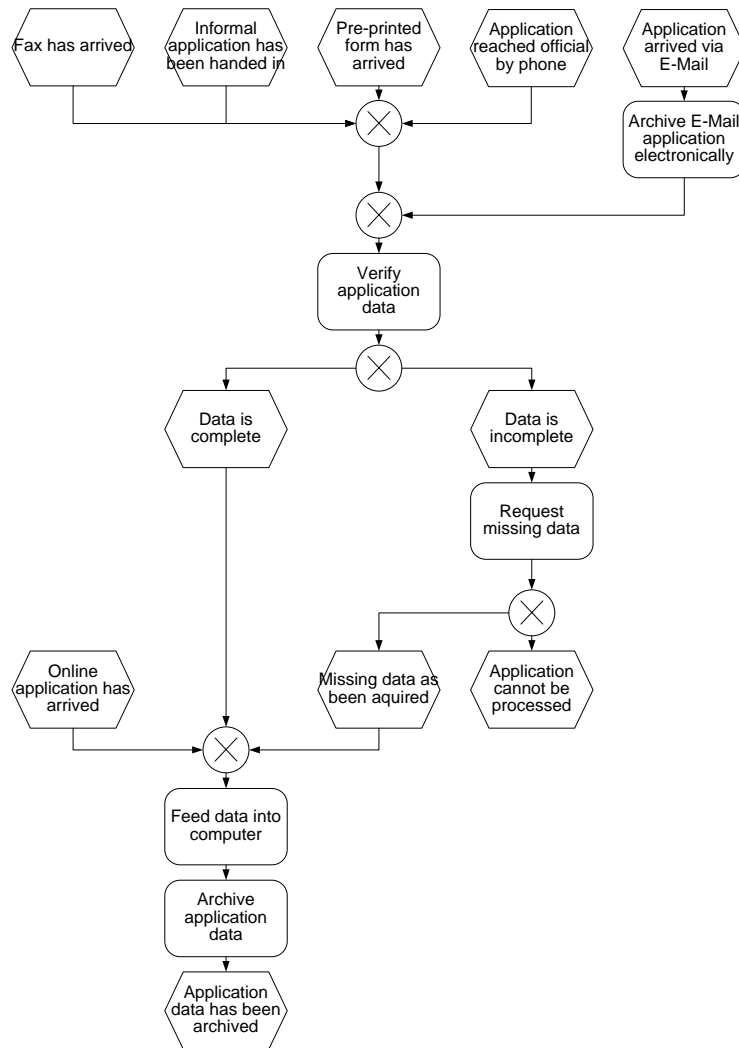 Fax has arrived
Informal
application has
been handed in
Pre-printed
form has
arrived
Application
reached official
by phone
Application
arrived via
E-Mail
Archive E-Mail
application
electronically
Verify
application
data
Data is
complete
Data is
incomplete
Request
missing data
Online
application has
arrived
Missing data as
been aquired
Application
cannot be
processed
Feed data into
computer
Archive
application
data
Application
data has been
archived